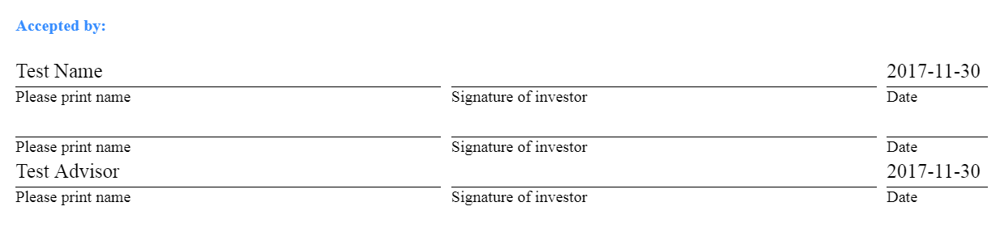 Accepted by:
Test Name 2017-11-30
Please print name Signature of investor Date
Please print name Signature of investor Date
Test Advisor 2017-11-30
Please print name Signature of investor Date